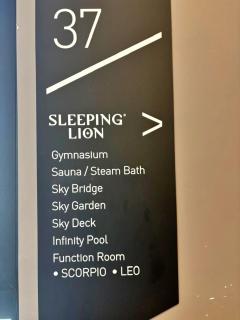 37
SLEEPING
LION
>
Gymnasium
Sauna / Steam Bath
Sky Bridge
Sky Garden
Sky Deck
Infinity Pool
Function Room
• SCORPIO • LEO